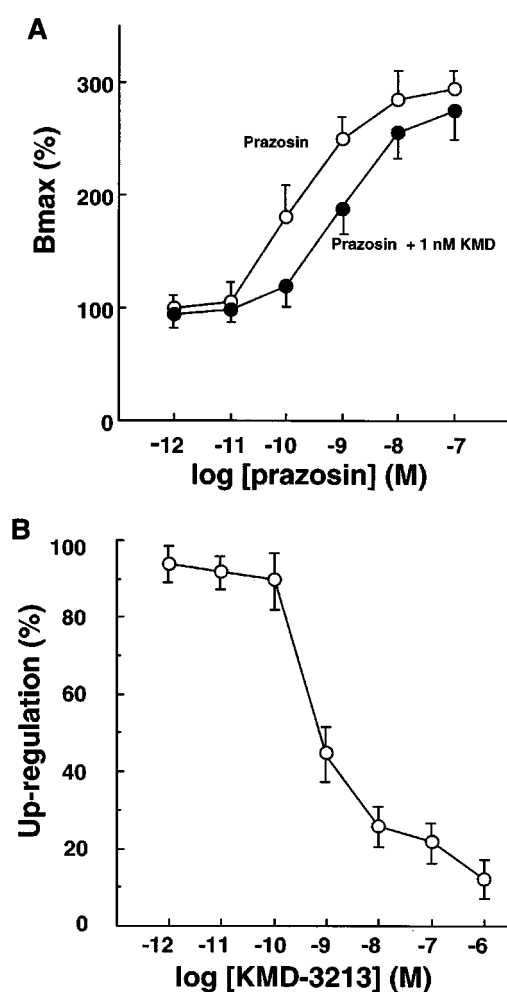 A
Bmax (%)
300
200
100
0
Prazosin
Prazosin + 1 nM KMD
-12 -11 -10 -9 -8 -7
log [prazosin] (M)
B
Up-regulation (%)
100
80
60
40
20
0
-12 -11 -10 -9 -8 -7 -6
log [KMD-3213] (M)